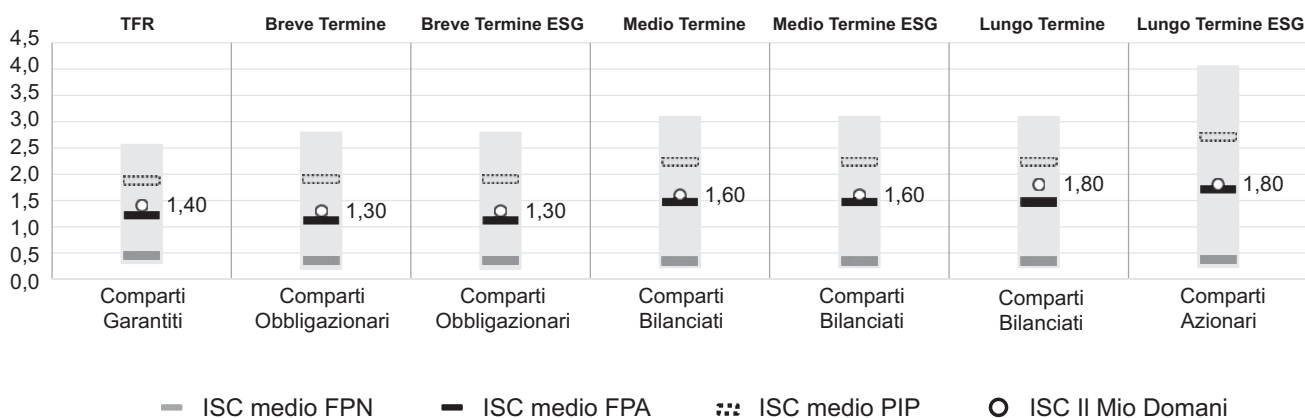 TFR Breve Termine Breve Termine ESG Medio Termine Medio Termine ESG Lungo Termine Lungo Termine ESG
4,5
4,0
3,5
3,0
2,5
2,0
1,5
1,0
0,5
0,0
1,40 1,30 1,30 1,60 1,60 1,80 1,80
Comparti Comparti Comparti Comparti Comparti Comparti Comparti
Garantiti Obbligazionari Obbligazionari Bilanciati Bilanciati Bilanciati Azionari
ISC medio FPN ISC medio FPA ISC medio PIP ISC Il Mio Domani